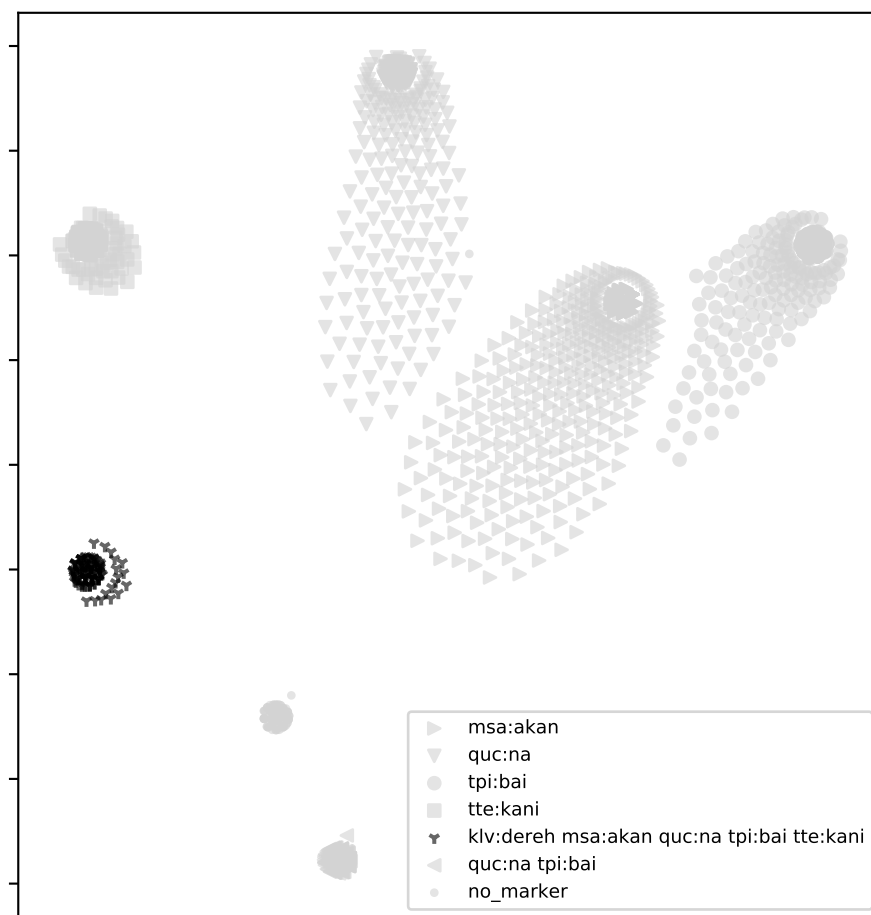 msa:akan
quc:na
tpi:bai
tte:kani
klv:dereh msa:akan quc:na tpi:bai tte:kani
quc:na tpi:bai
no_marker